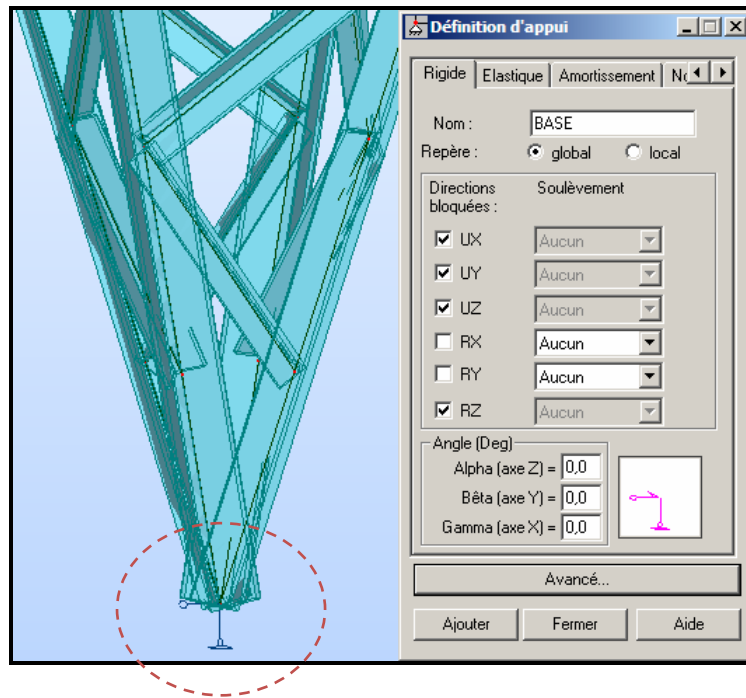 Définition d'appui
Rigide Elastique Amortissement
Nom : BASE
Repère : global local
Directions bloquées : Soulèvement
UX Aucun
UY Aucun
UZ Aucun
RX Aucun
RY Aucun
RZ Aucun
Angle (Deg)
Alpha (axe Z) = 0,0
Bêta (axe Y) = 0,0
Gamma (axe X) = 0,0
Avancé...
Ajouter Fermer Aide